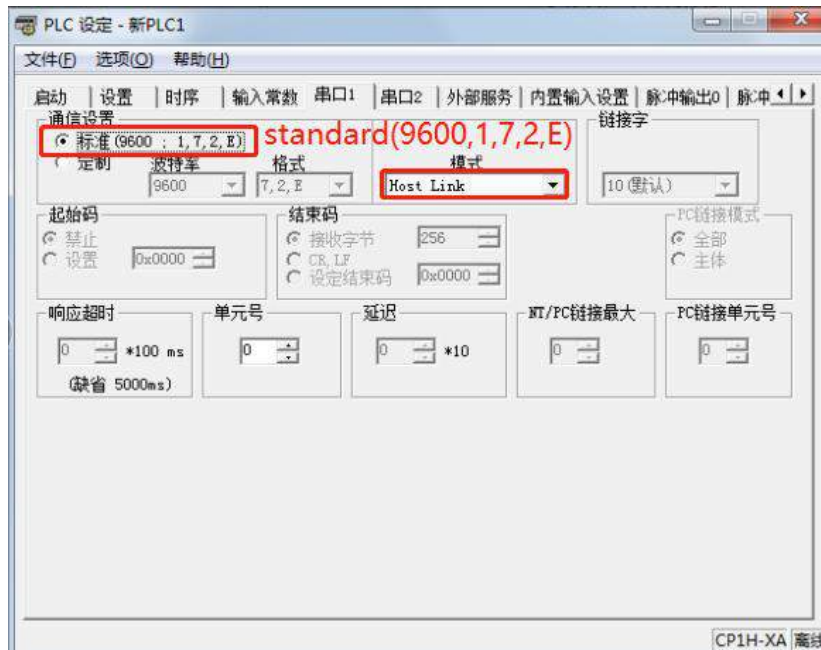 PLC 设定 - 新PLC1
文件(F) 选项(O) 帮助(H)
启动 设置 时序 输入常数 串口1 串口2 外部服务 内置输入设置 脉冲输出0 脉冲
通信设置 链接字
标准(9600 ; 1,7,2,E) standard(9600,1,7,2,E)
定制 波特率 格式 模式
9600 7,2,E Host Link 10 (默认)
起始码 结束码 PC链接模式
禁止 接收字节 256 全部
设置 0x0000 CR, LF 主体
设定结束码 0x0000
响应超时 单元号 延迟 NT/PC链接最大 PC链接单元号
0 *100 ms 0 0 *10 0 0
(缺省 5000ms)
CP1H-XA 离线